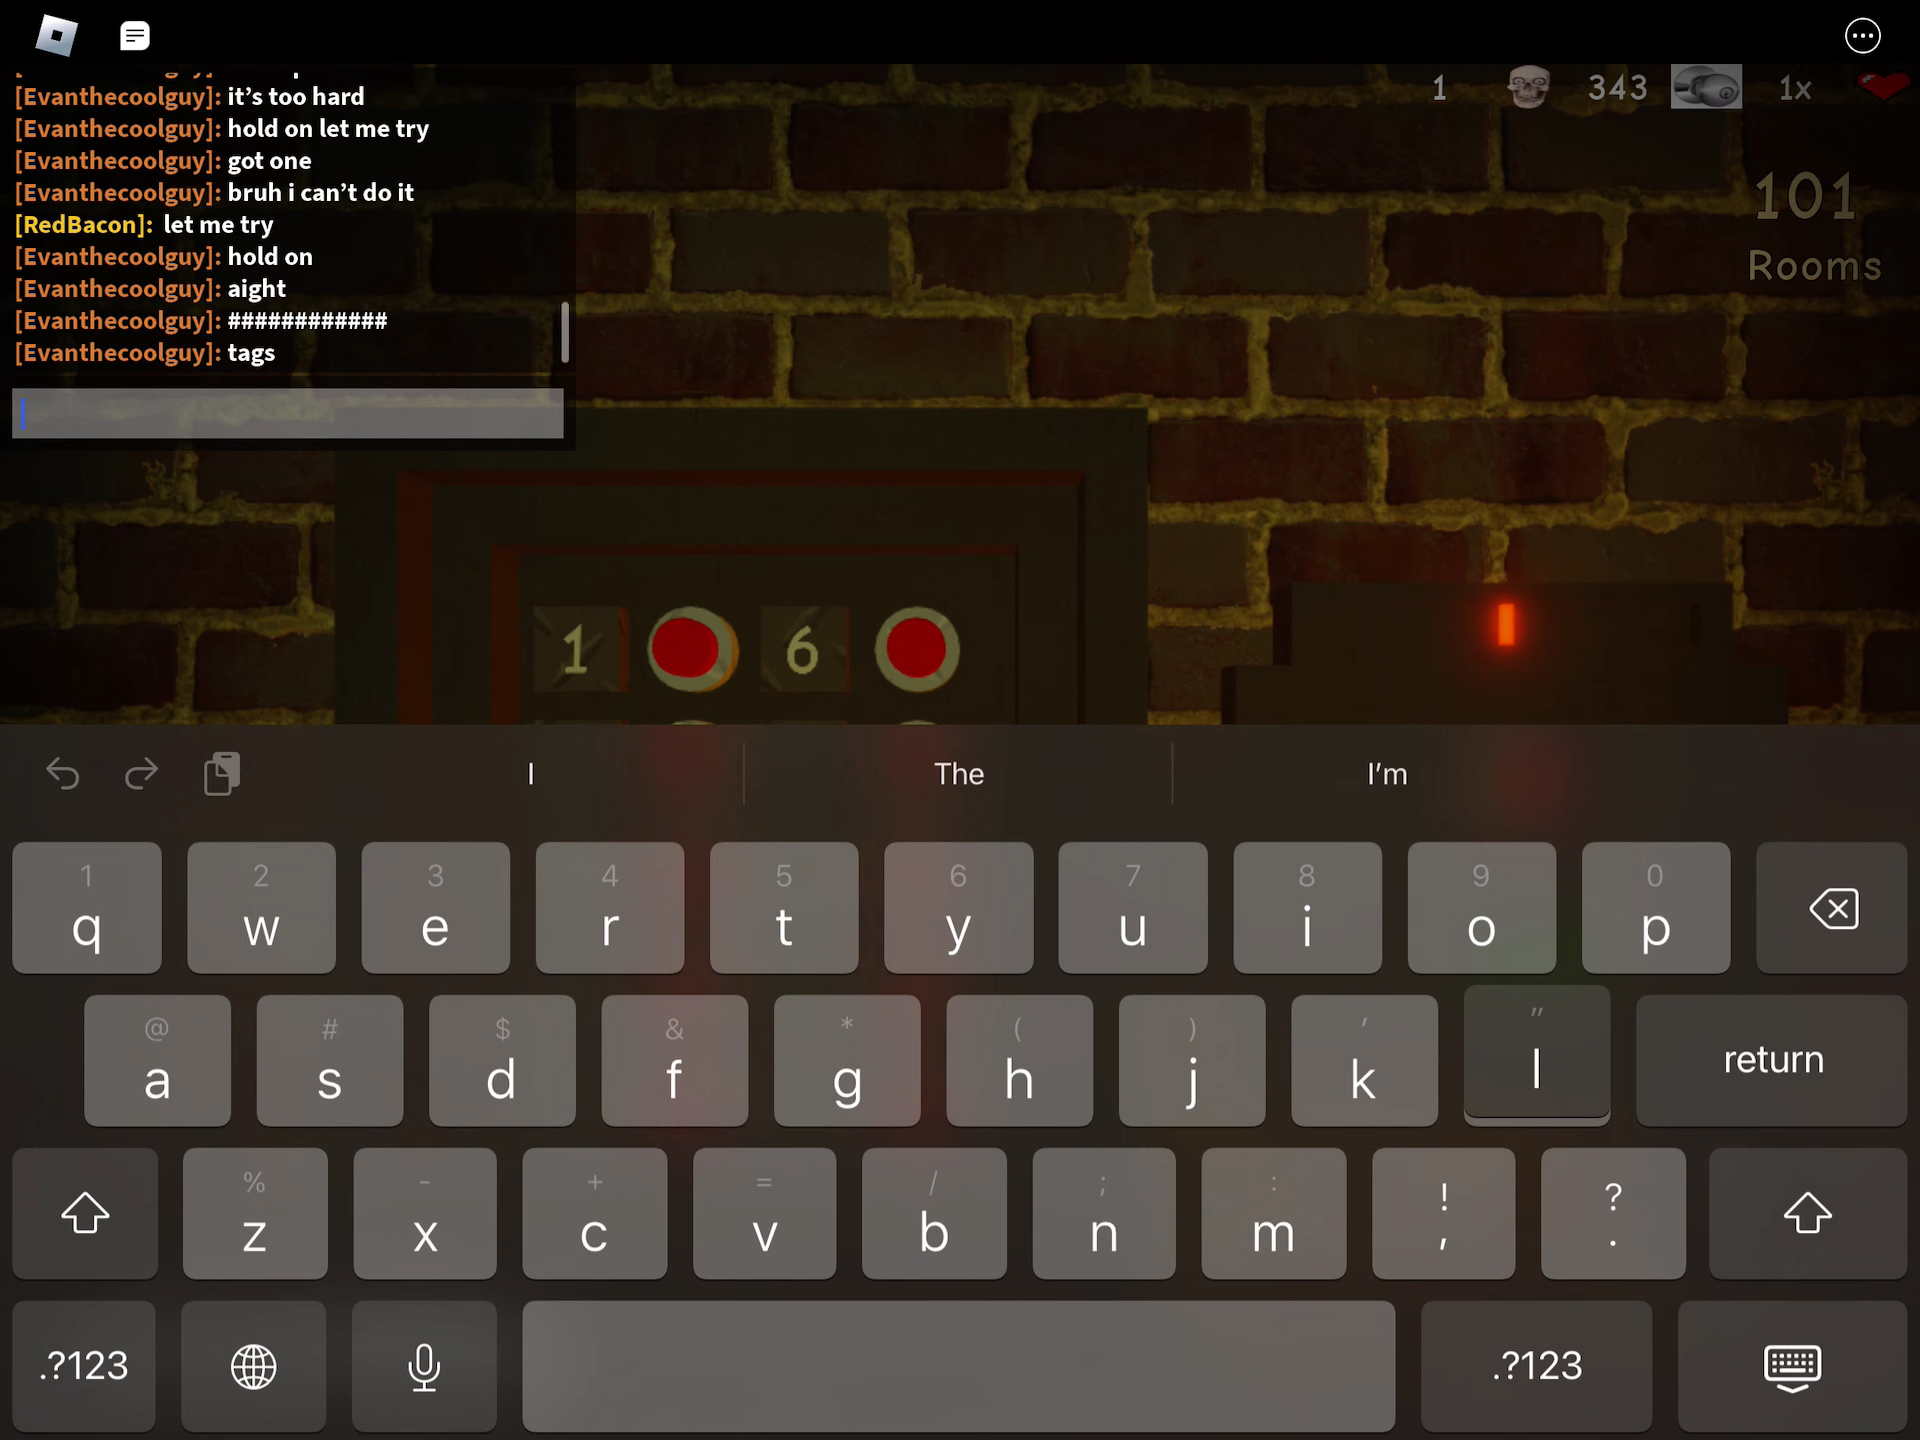 [Evanthecoolguy]: it’s too hard
[Evanthecoolguy]: hold on let me try
[Evanthecoolguy]: got one
[Evanthecoolguy]: bruh i can’t do it
[RedBacon]: let me try
[Evanthecoolguy]: hold on
[Evanthecoolguy]: aight
[Evanthecoolguy]: ############
[Evanthecoolguy]: tags
1 343 1x
101
Rooms
1 6
I The I’m
1 2 3 4 5 6 7 8 9 0
q w e r t y u i o p
@ # $ & * ( ) ' "
a s d f g h j k l return
% - + = / ; : ! ?
z x c v b n m , .
.?123 .?123